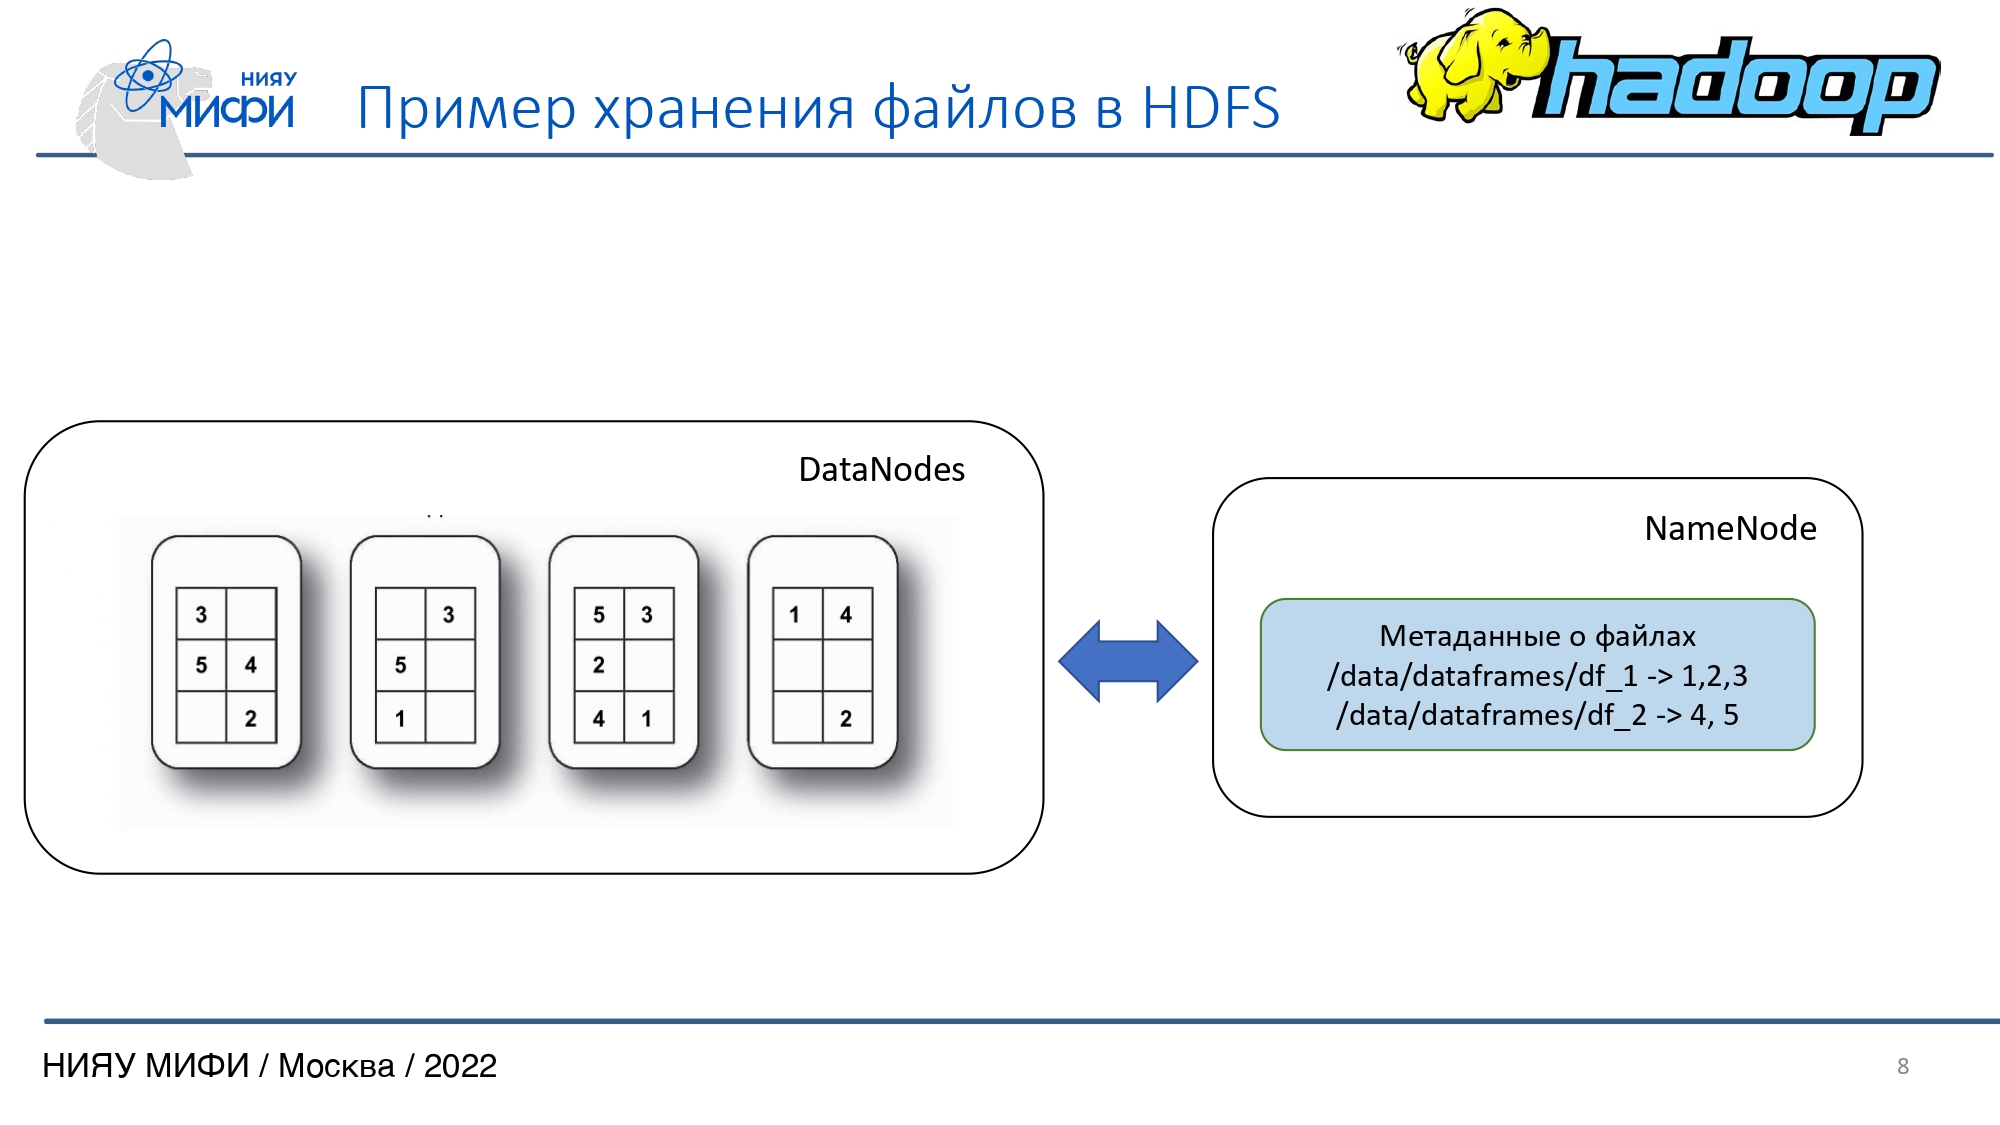 НИЯУ
МИФИ
Пример хранения файлов в HDFS
hadoop
DataNodes
3
5 4
2
3
5
1
5 3
2
4 1
1 4
2
NameNode
Метаданные о файлах
/data/dataframes/df_1 -> 1,2,3
/data/dataframes/df_2 -> 4, 5
НИЯУ МИФИ / Москва / 2022
8